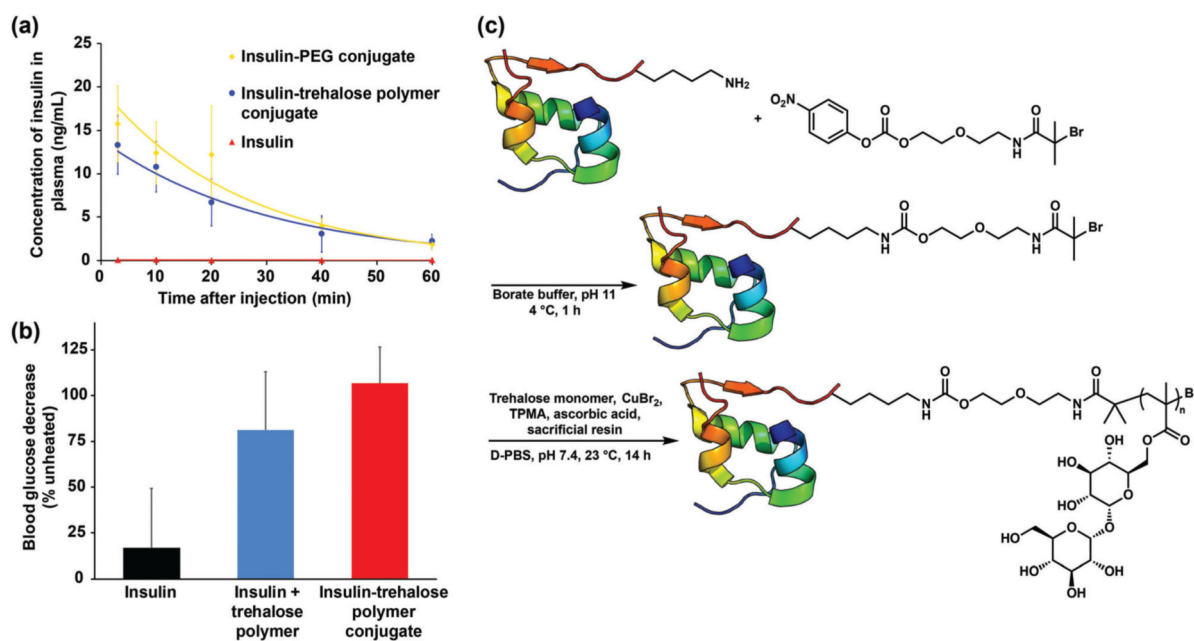 (a)
25
20
15
10
5
0
Concentration of insulin in
plasma (ng/mL)
Insulin-PEG conjugate
Insulin-trehalose polymer
conjugate
Insulin
0 10 20 30 40 50 60
Time after injection (min)
(b)
125
100
75
50
25
0
Blood glucose decrease
(% unheated)
Insulin
Insulin +
trehalose
polymer
Insulin-trehalose
polymer
conjugate
(c)
NH2
+
NO2
O
O
O
O
O
N
H
O
Br
Borate buffer, pH 11
4 °C, 1 h
N
H
O
O
O
N
H
O
Br
Trehalose monomer, CuBr2,
TPMA, ascorbic acid,
sacrificial resin
D-PBS, pH 7.4, 23 °C, 14 h
N
H
O
O
O
N
H
O
n
B
O
O
OH
HO
HO
O
HO
O
O
HO
HO
OH
OH